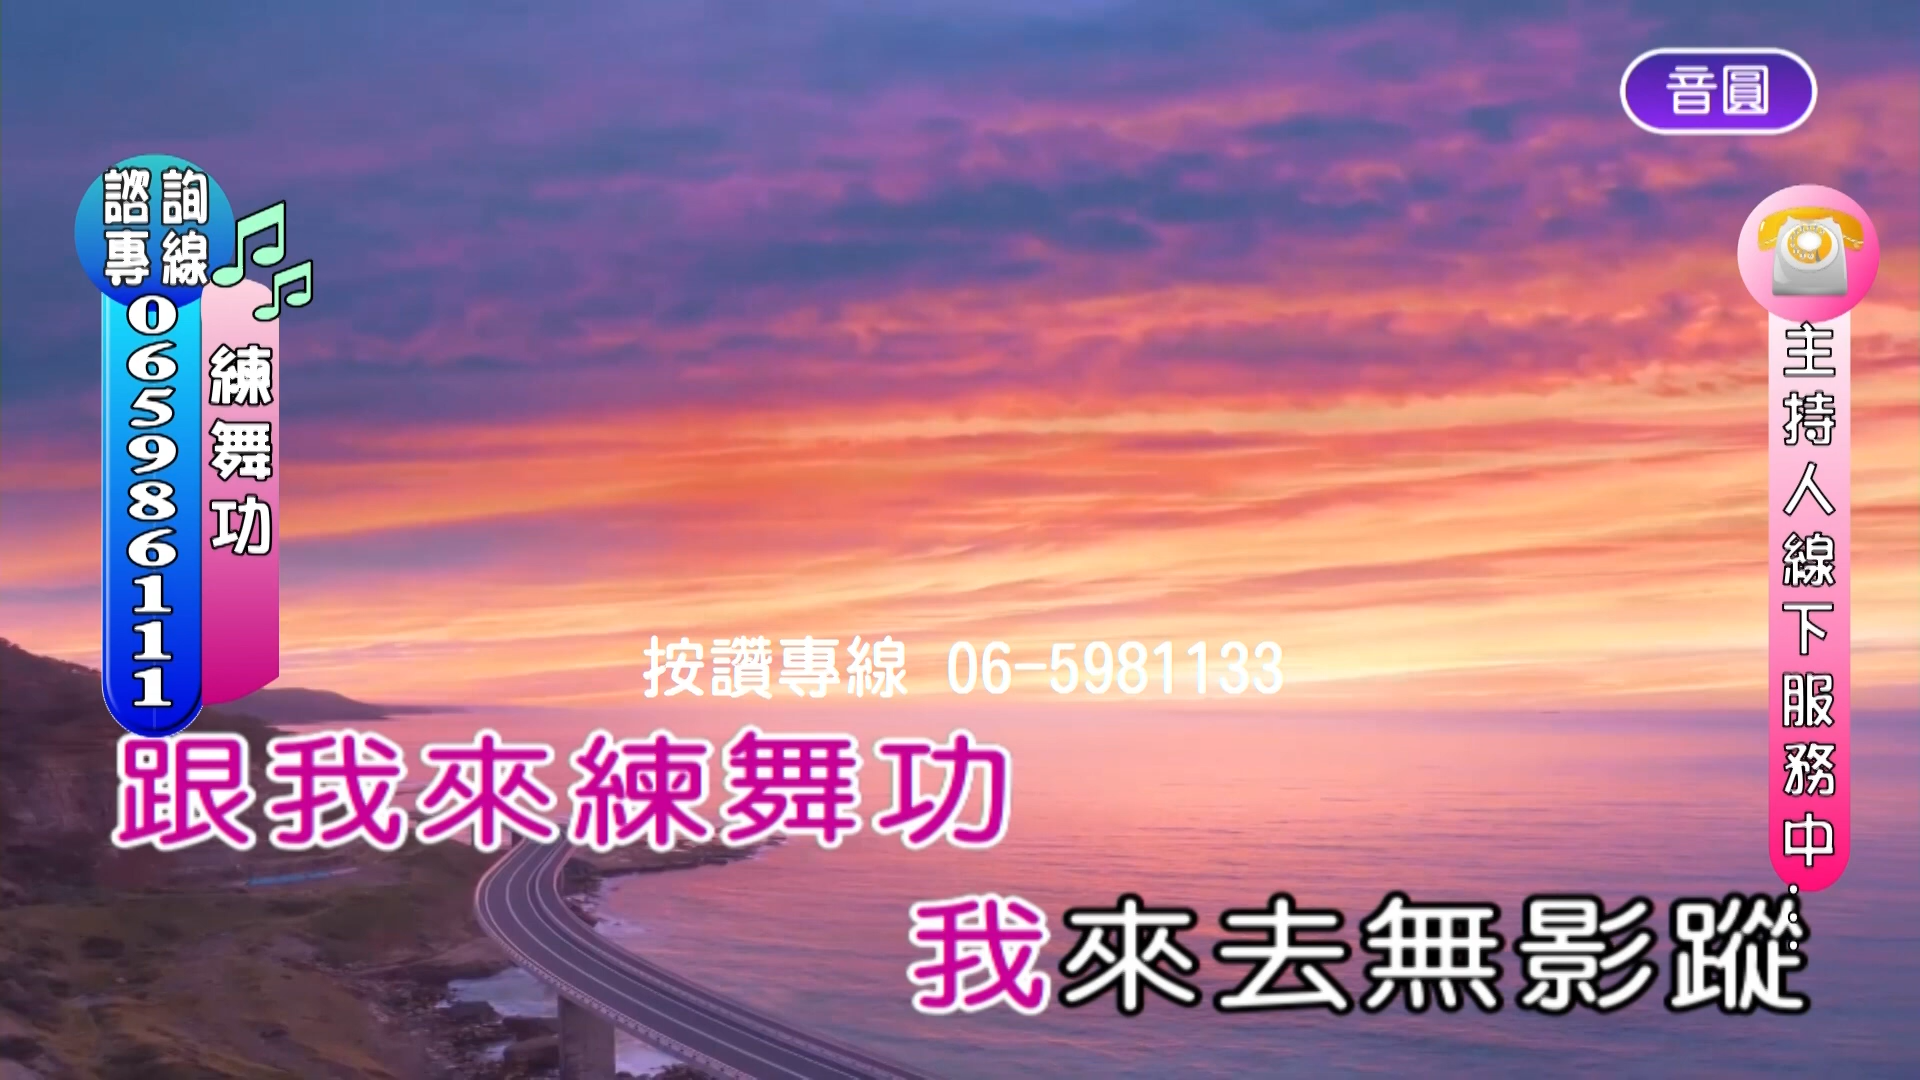 音圓
諮詢
專線
065986111
練舞功
主持人線下服務中...
按讚專線 06-5981133
跟我來練舞功
我來去無影蹤